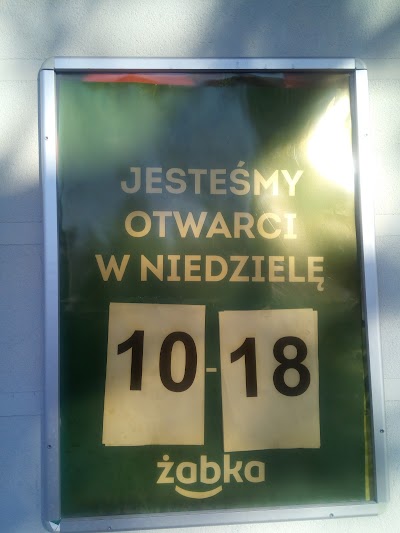 JESTEŚMY
OTWARCI
W NIEDZIELĘ
10-18
żabka